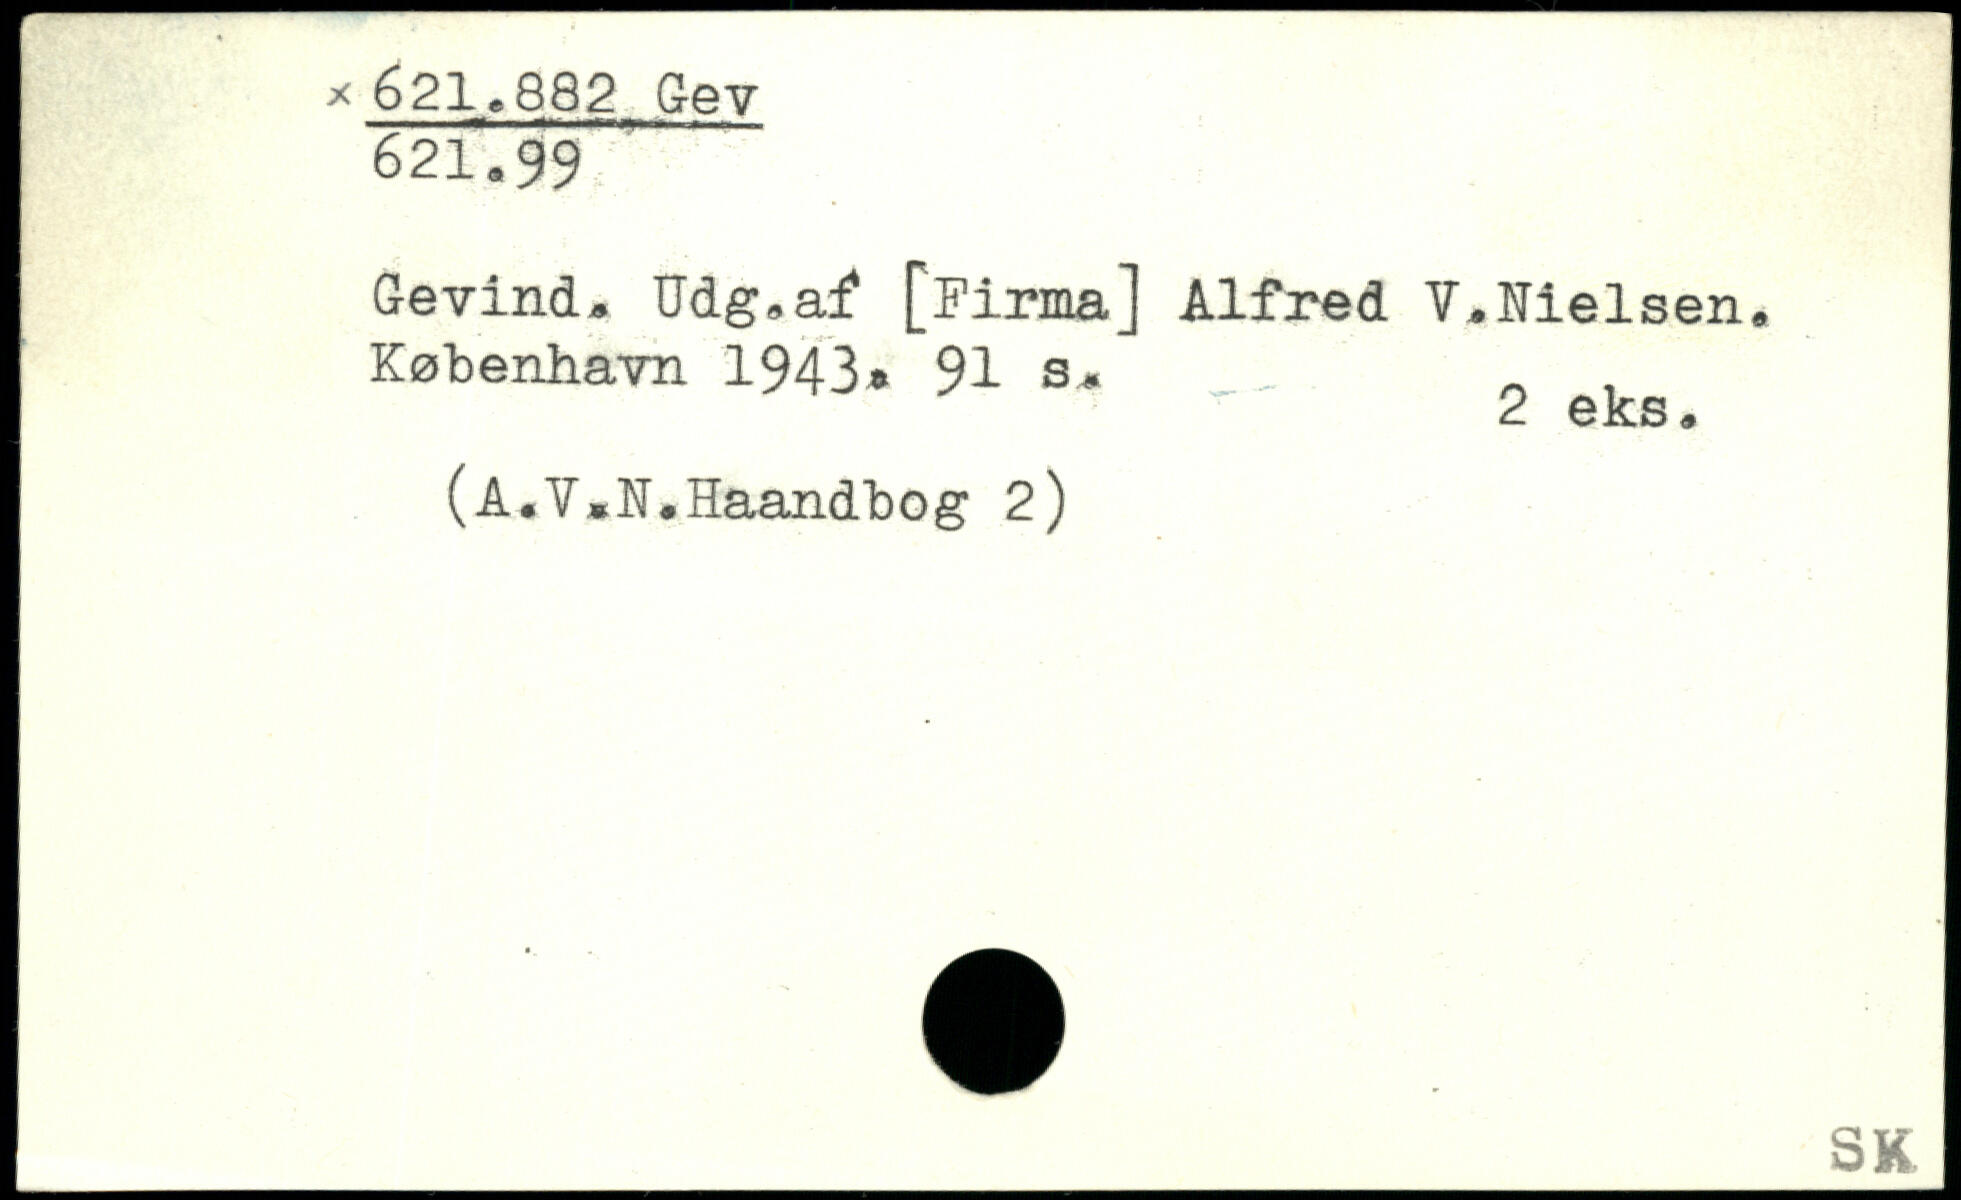 × 621.882 Gev
621.99
Gevind. Udg.af [Firma] Alfred V.Nielsen.
København 1943. 91 s.
2 eks.
(A.V.N.Haandbog 2)
SK